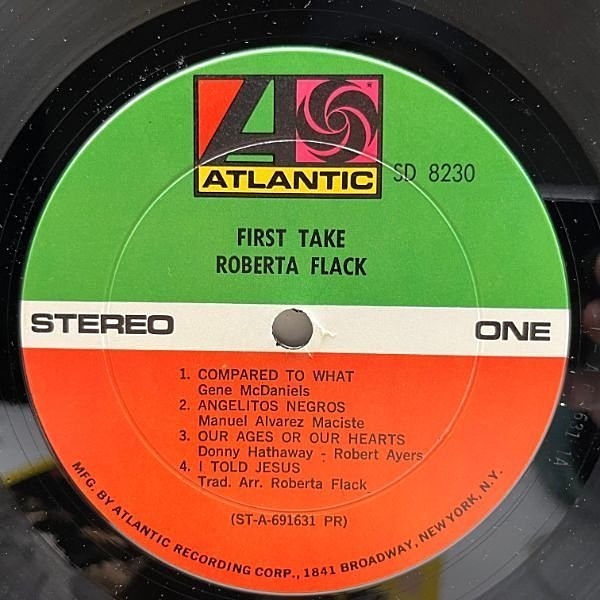 ATLANTIC
SD 8230
FIRST TAKE
ROBERTA FLACK
STEREO
ONE
1. COMPARED TO WHAT
Gene McDaniels
2. ANGELITOS NEGROS
Manuel Alvarez Maciste
3. OUR AGES OR OUR HEARTS
Donny Hathaway - Robert Ayers
4. I TOLD JESUS
Trad. Arr. Roberta Flack
(ST-A-691631 PR)
MFG. BY ATLANTIC RECORDING CORP., 1841 BROADWAY, NEW YORK, N.Y.